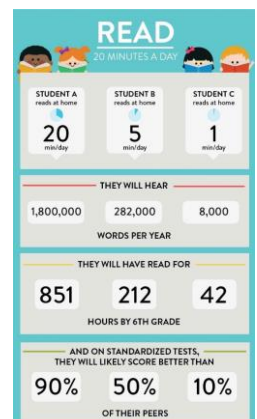 READ
20 MINUTES A DAY
STUDENT A
reads at home
20
min/day
STUDENT B
reads at home
5
min/day
STUDENT C
reads at home
1
min/day
THEY WILL HEAR
1,800,000 282,000 8,000
WORDS PER YEAR
THEY WILL HAVE READ FOR
851 212 42
HOURS BY 6TH GRADE
AND ON STANDARDIZED TESTS,
THEY WILL LIKELY SCORE BETTER THAN
90% 50% 10%
OF THEIR PEERS